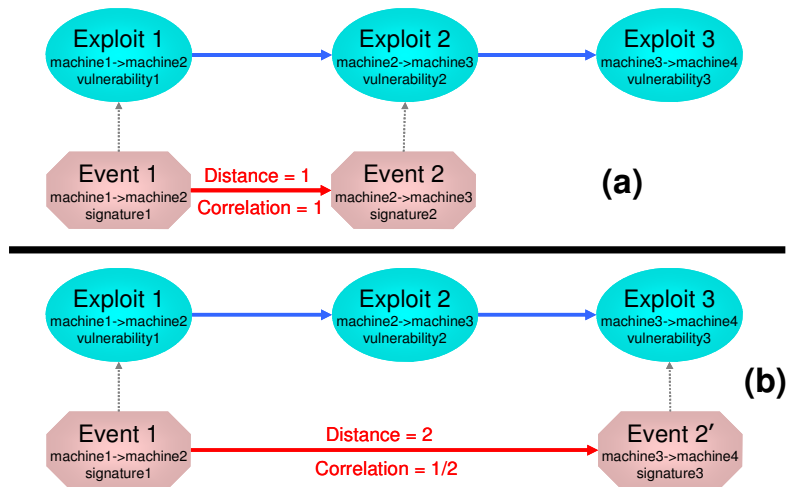 Exploit 1
machine1->machine2
vulnerability1
Exploit 2
machine2->machine3
vulnerability2
Exploit 3
machine3->machine4
vulnerability3
Event 1
machine1->machine2
signature1
Distance = 1
Correlation = 1
Event 2
machine2->machine3
signature2
(a)
Exploit 1
machine1->machine2
vulnerability1
Exploit 2
machine2->machine3
vulnerability2
Exploit 3
machine3->machine4
vulnerability3
(b)
Event 1
machine1->machine2
signature1
Distance = 2
Correlation = 1/2
Event 2′
machine3->machine4
signature3